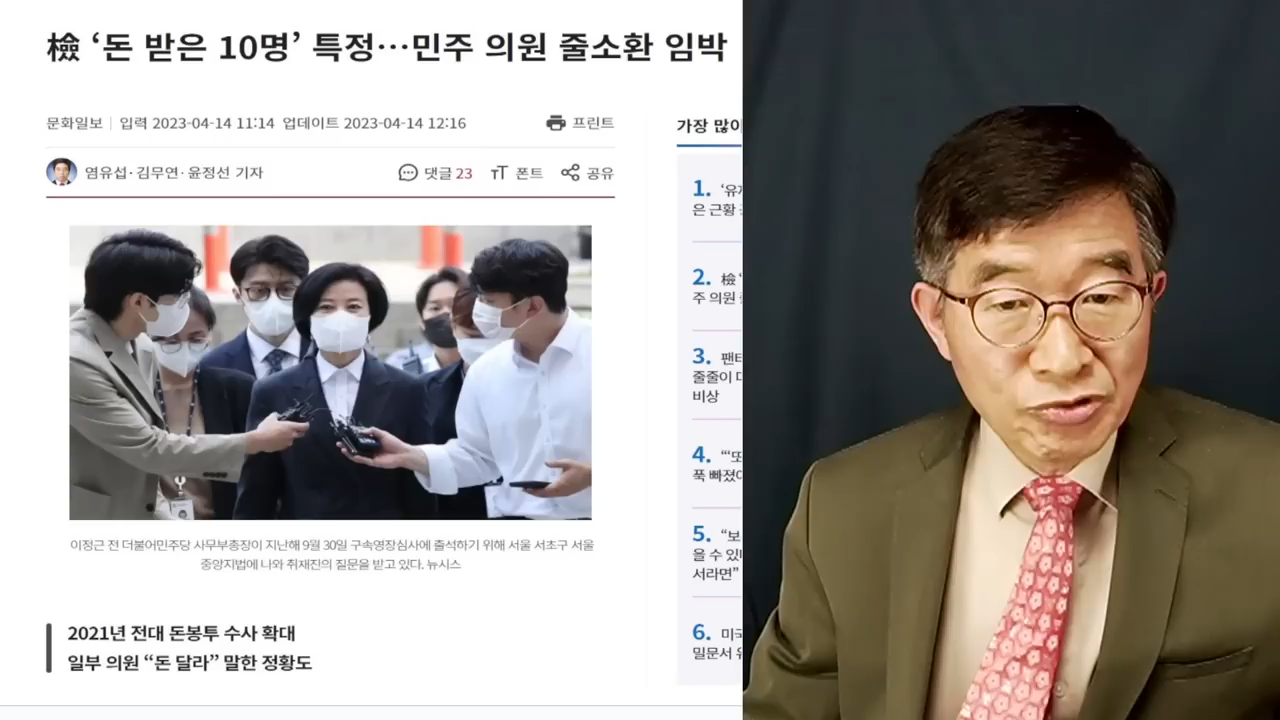 檢 ‘돈 받은 10명’ 특정…민주 의원 줄소환 임박
문화일보 | 입력 2023-04-14 11:14 업데이트 2023-04-14 12:16
프린트
염유섭·김무연·윤정선 기자
댓글 23 폰트 공유
이정근 전 더불어민주당 사무부총장이 지난해 9월 30일 구속영장심사에 출석하기 위해 서울 서초구 서울
중앙지법에 나와 취재진의 질문을 받고 있다. 뉴시스
2021년 전대 돈봉투 수사 확대
일부 의원 “돈 달라” 말한 정황도
가장 많이
1. ‘유
은 근황
2. 檢 ‘
주 의원
3. 팬
줄줄이
비상
4. “‘또
푹 빠졌
5. “보
을 수 있
서라면”
6. 미국
밀문서